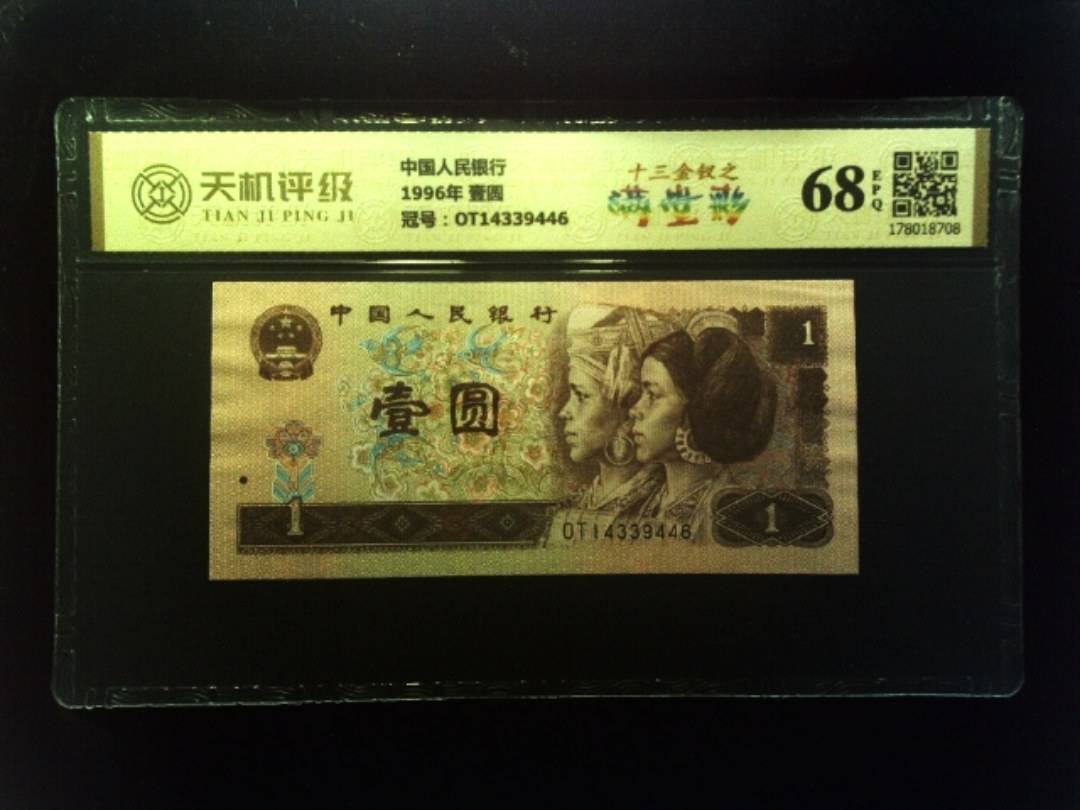 天机评级
TIAN JI PING JI
中国人民银行
1996年 壹圆
冠号：OT14339446
十三金钗之
满堂彩
68
EPQ
178018708
中国人民银行
1
壹圆
1
OT14339446
1